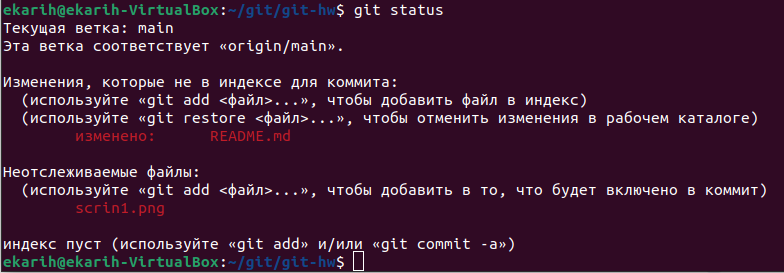 ekarih@ekarih-VirtualBox:~/git/git-hw$ git status
Текущая ветка: main
Эта ветка соответствует «origin/main».
Изменения, которые не в индексе для коммита:
(используйте «git add <файл>...», чтобы добавить файл в индекс)
(используйте «git restore <файл>...», чтобы отменить изменения в рабочем каталоге)
изменено: README.md
Неотслеживаемые файлы:
(используйте «git add <файл>...», чтобы добавить в то, что будет включено в коммит)
scrin1.png
индекс пуст (используйте «git add» и/или «git commit -a»)
ekarih@ekarih-VirtualBox:~/git/git-hw$